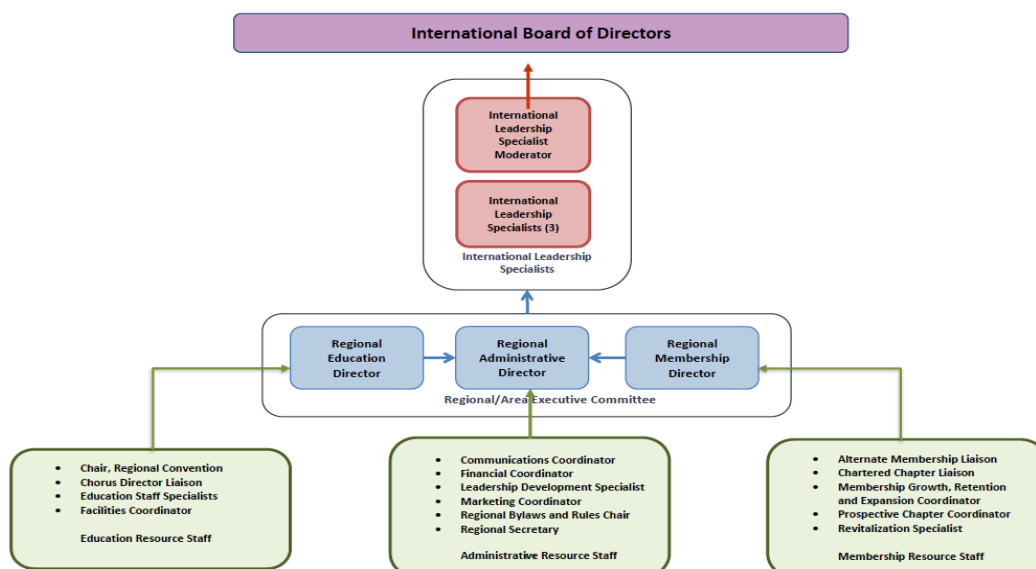 International Board of Directors
International
Leadership
Specialist
Moderator
International
Leadership
Specialists (3)
International Leadership
Specialists
Regional
Education
Director
Regional
Administrative
Director
Regional
Membership
Director
Regional/Area Executive Committee
• Chair, Regional Convention
• Chorus Director Liaison
• Education Staff Specialists
• Facilities Coordinator
Education Resource Staff
• Communications Coordinator
• Financial Coordinator
• Leadership Development Specialist
• Marketing Coordinator
• Regional Bylaws and Rules Chair
• Regional Secretary
Administrative Resource Staff
• Alternate Membership Liaison
• Chartered Chapter Liaison
• Membership Growth, Retention
and Expansion Coordinator
• Prospective Chapter Coordinator
• Revitalization Specialist
Membership Resource Staff